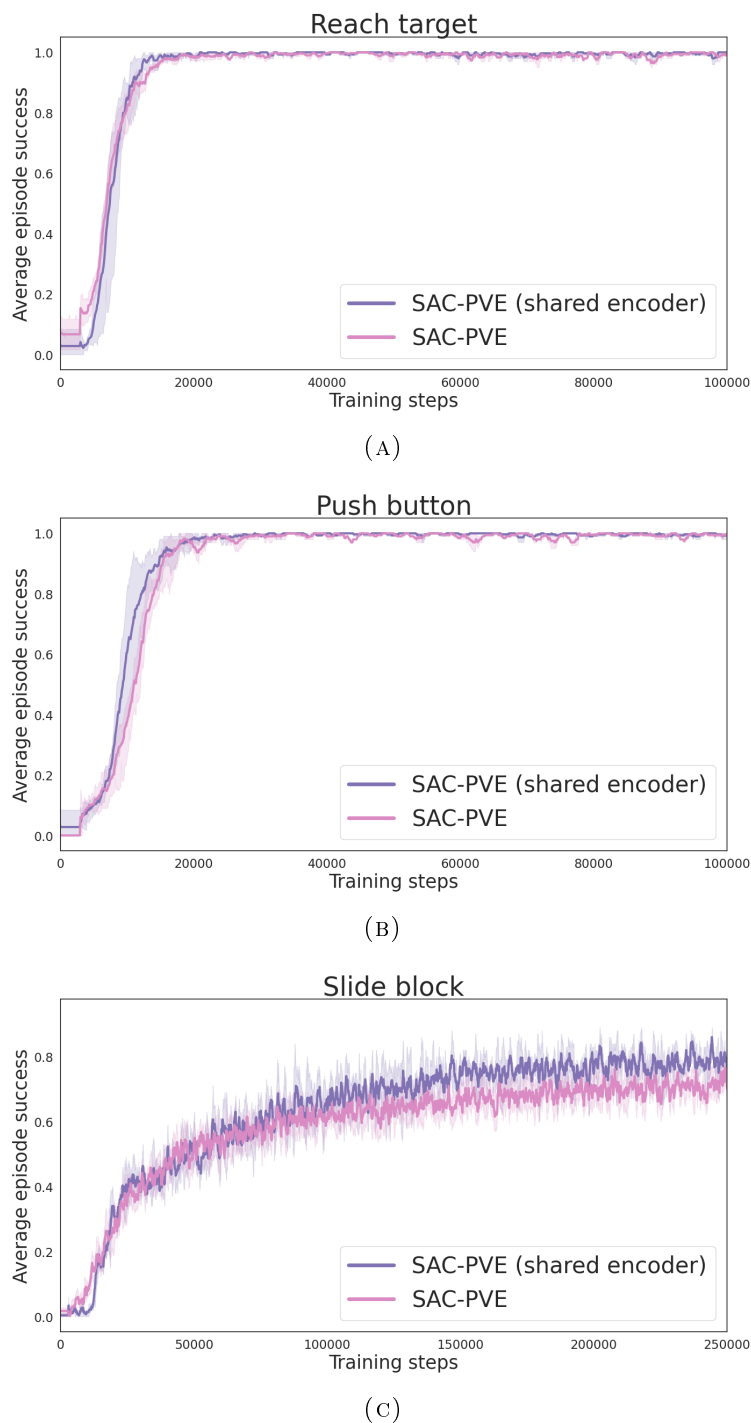 Reach target
Average episode success
1.0
0.8
0.6
0.4
0.2
0.0
SAC-PVE (shared encoder)
SAC-PVE
0 20000 40000 60000 80000 100000
Training steps
(A)
Push button
Average episode success
1.0
0.8
0.6
0.4
0.2
0.0
SAC-PVE (shared encoder)
SAC-PVE
0 20000 40000 60000 80000 100000
Training steps
(B)
Slide block
Average episode success
0.8
0.6
0.4
0.2
0.0
SAC-PVE (shared encoder)
SAC-PVE
0 50000 100000 150000 200000 250000
Training steps
(C)